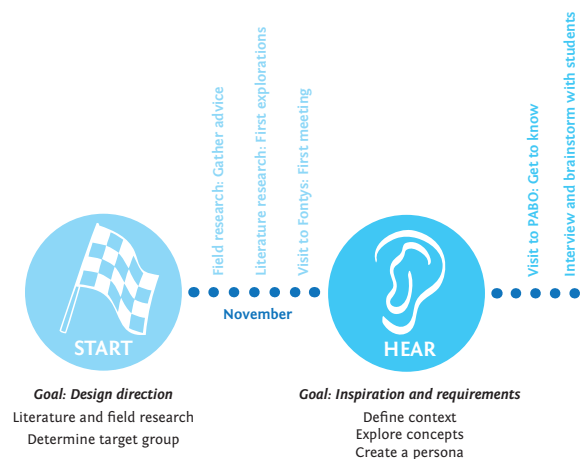 Field research: Gather advice
Literature research: First explorations
Visit to Fontys: First meeting
Visit to PABO: Get to know
Interview and brainstorm with students
START
November
HEAR
Goal: Design direction
Literature and field research
Determine target group
Goal: Inspiration and requirements
Define context
Explore concepts
Create a persona